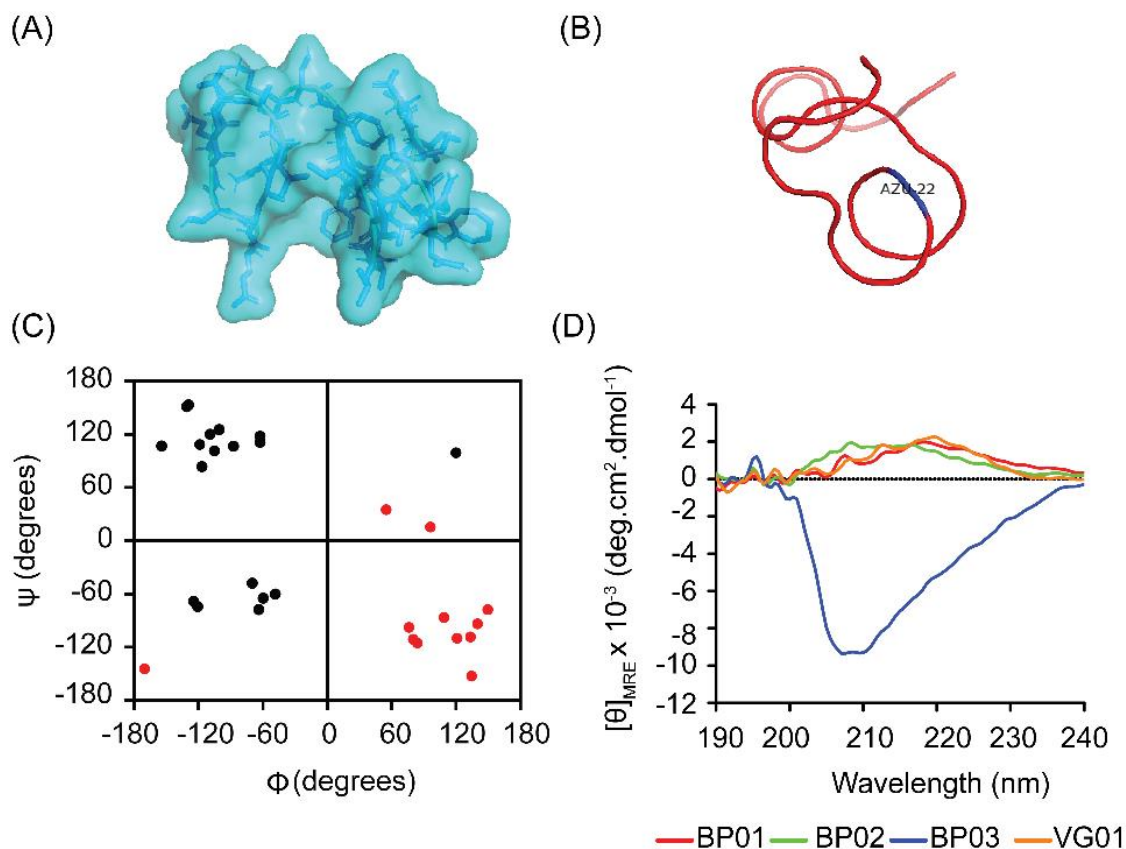 (A)
(B)
AZU-22
(C)
180
120
60
0
-60
-120
-180
-180
-120
-60
0
60
120
180
Ψ (degrees)
Φ (degrees)
(D)
4
2
0
-2
-4
-6
-8
-10
-12
190
200
210
220
230
240
[θ]MRE x 10⁻³ (deg.cm².dmol⁻¹)
Wavelength (nm)
BP01 BP02 BP03 VG01